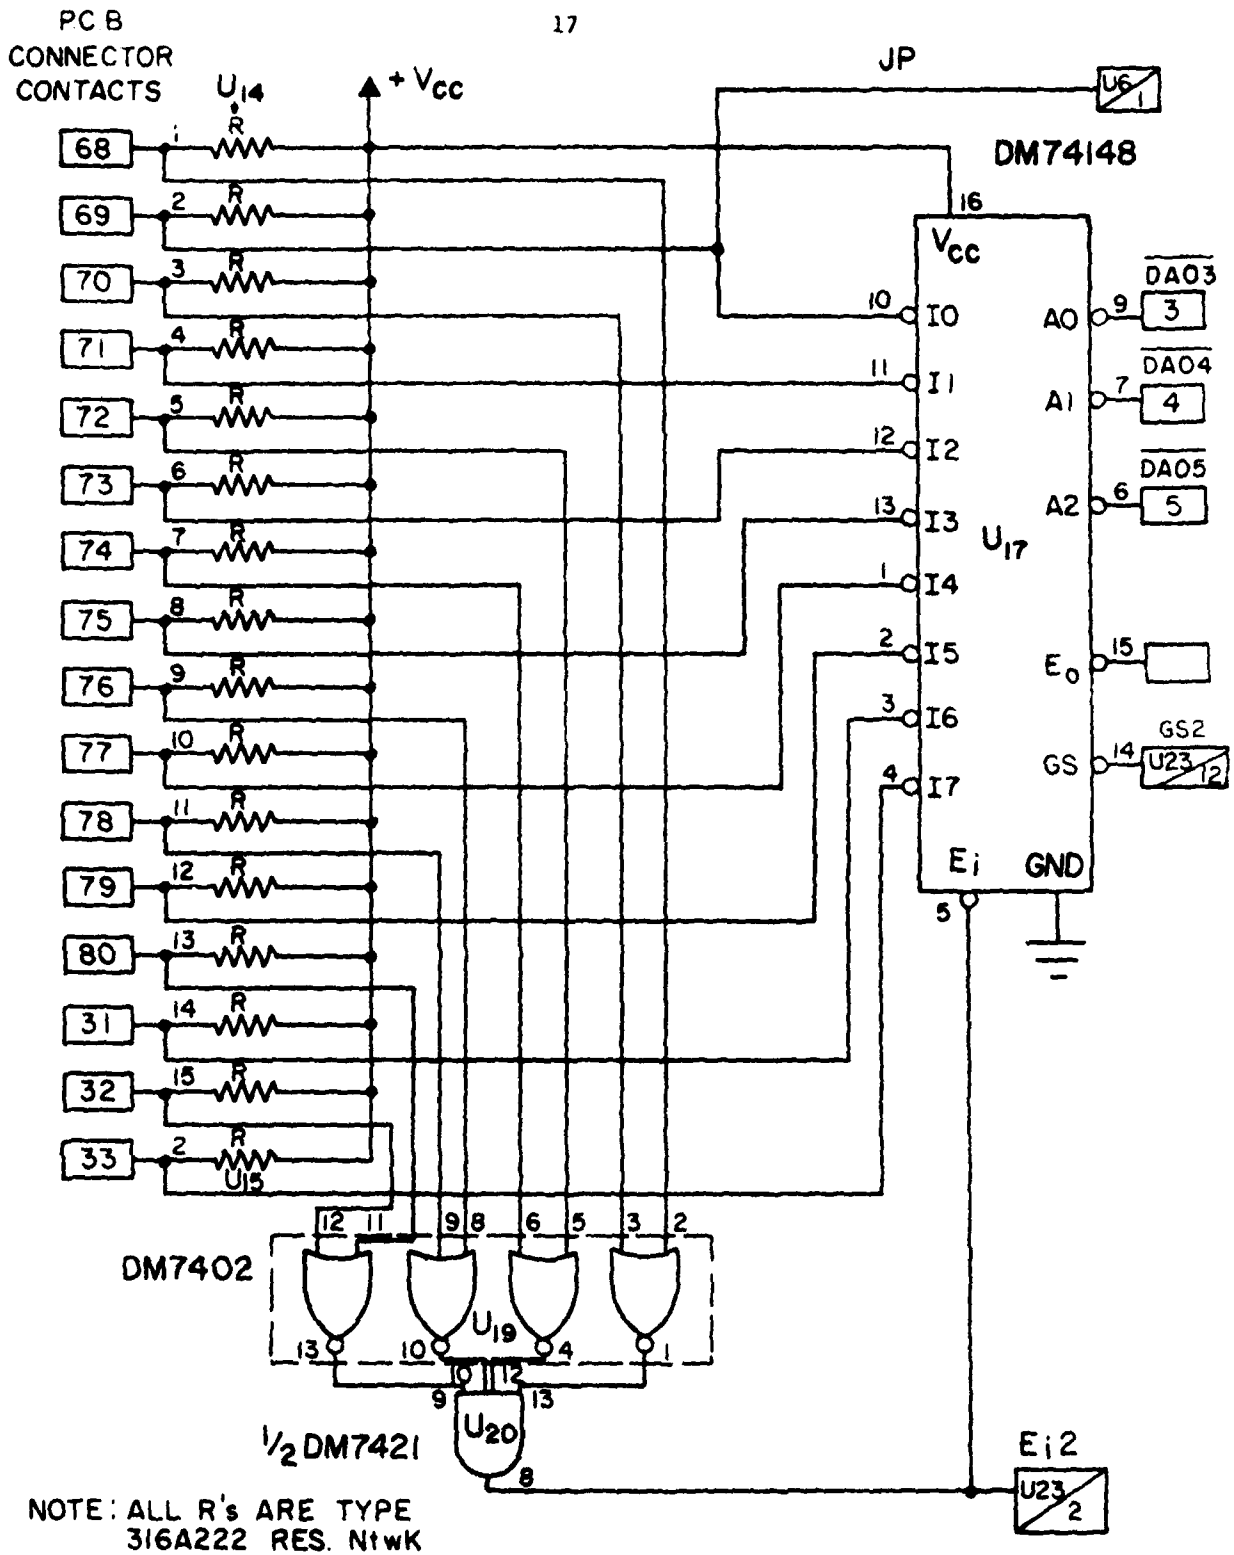 17
P.C.B
CONNECTOR
CONTACTS
U14
+ VCC
JP
U6/1
DM74148
68 1 R
69 2 R
70 3 R
71 4 R
72 5 R
73 6 R
74 7 R
75 8 R
76 9 R
77 10 R
78 11 R
79 12 R
80 13 R
31 14 R
32 15 R
33 2 R
U15
16
VCC
10 I0
11 I1
12 I2
13 I3
1 I4
2 I5
3 I6
4 I7
U17
A0 9 DA03 3
A1 7 DA04 4
A2 6 DA05 5
E0 15
GS 14 GS2 U23/12
Ei GND
5
12 11 9 8 6 5 3 2
DM7402
U19
13 10 4 1
9 10 12 13
U20
1/2 DM7421
8
Ei2
U23/2
NOTE: ALL R's ARE TYPE
316A222 RES. NtwK